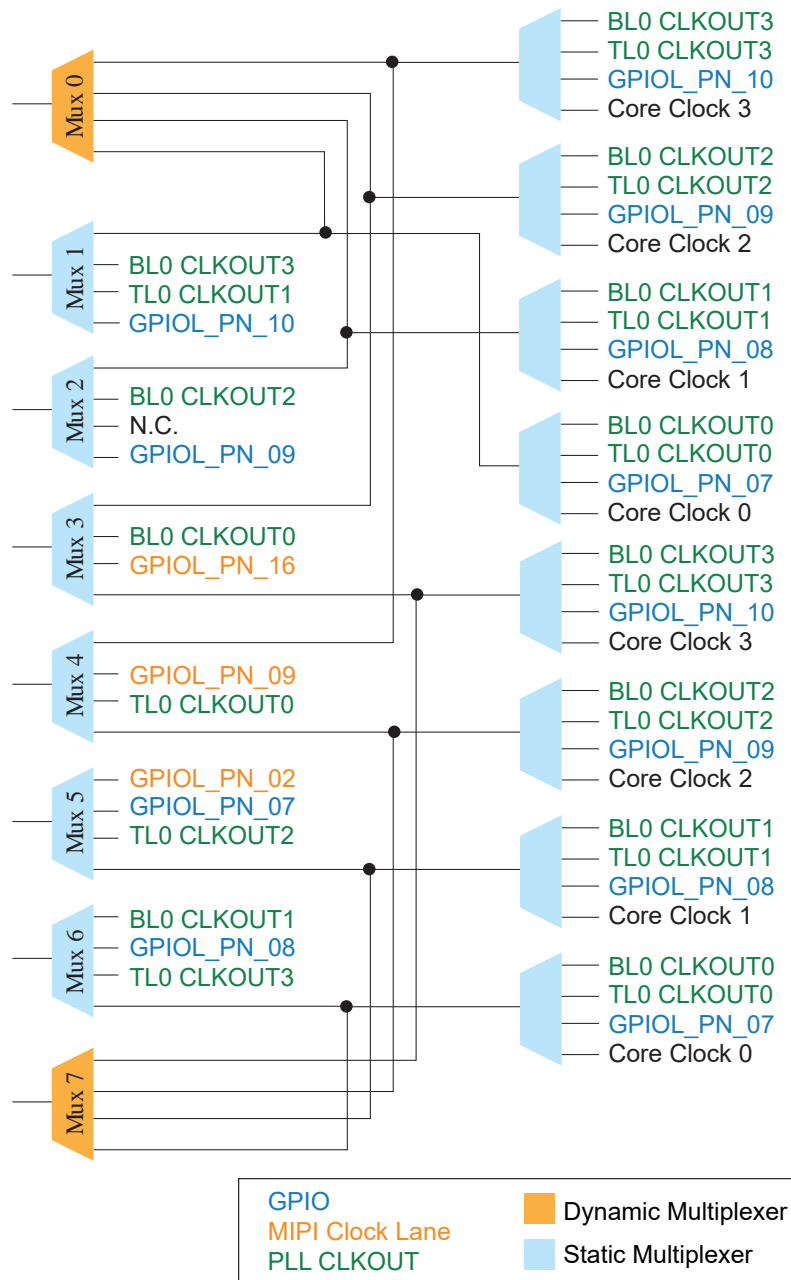 Mux 0
BL0 CLKOUT3
TL0 CLKOUT3
GPIOL_PN_10
Core Clock 3
BL0 CLKOUT2
TL0 CLKOUT2
GPIOL_PN_09
Core Clock 2
Mux 1
BL0 CLKOUT3
TL0 CLKOUT1
GPIOL_PN_10
BL0 CLKOUT1
TL0 CLKOUT1
GPIOL_PN_08
Core Clock 1
Mux 2
BL0 CLKOUT2
N.C.
GPIOL_PN_09
BL0 CLKOUT0
TL0 CLKOUT0
GPIOL_PN_07
Core Clock 0
Mux 3
BL0 CLKOUT0
GPIOL_PN_16
BL0 CLKOUT3
TL0 CLKOUT3
GPIOL_PN_10
Core Clock 3
Mux 4
GPIOL_PN_09
TL0 CLKOUT0
BL0 CLKOUT2
TL0 CLKOUT2
GPIOL_PN_09
Core Clock 2
Mux 5
GPIOL_PN_02
GPIOL_PN_07
TL0 CLKOUT2
BL0 CLKOUT1
TL0 CLKOUT1
GPIOL_PN_08
Core Clock 1
Mux 6
BL0 CLKOUT1
GPIOL_PN_08
TL0 CLKOUT3
BL0 CLKOUT0
TL0 CLKOUT0
GPIOL_PN_07
Core Clock 0
Mux 7
GPIO
MIPI Clock Lane
PLL CLKOUT
Dynamic Multiplexer
Static Multiplexer